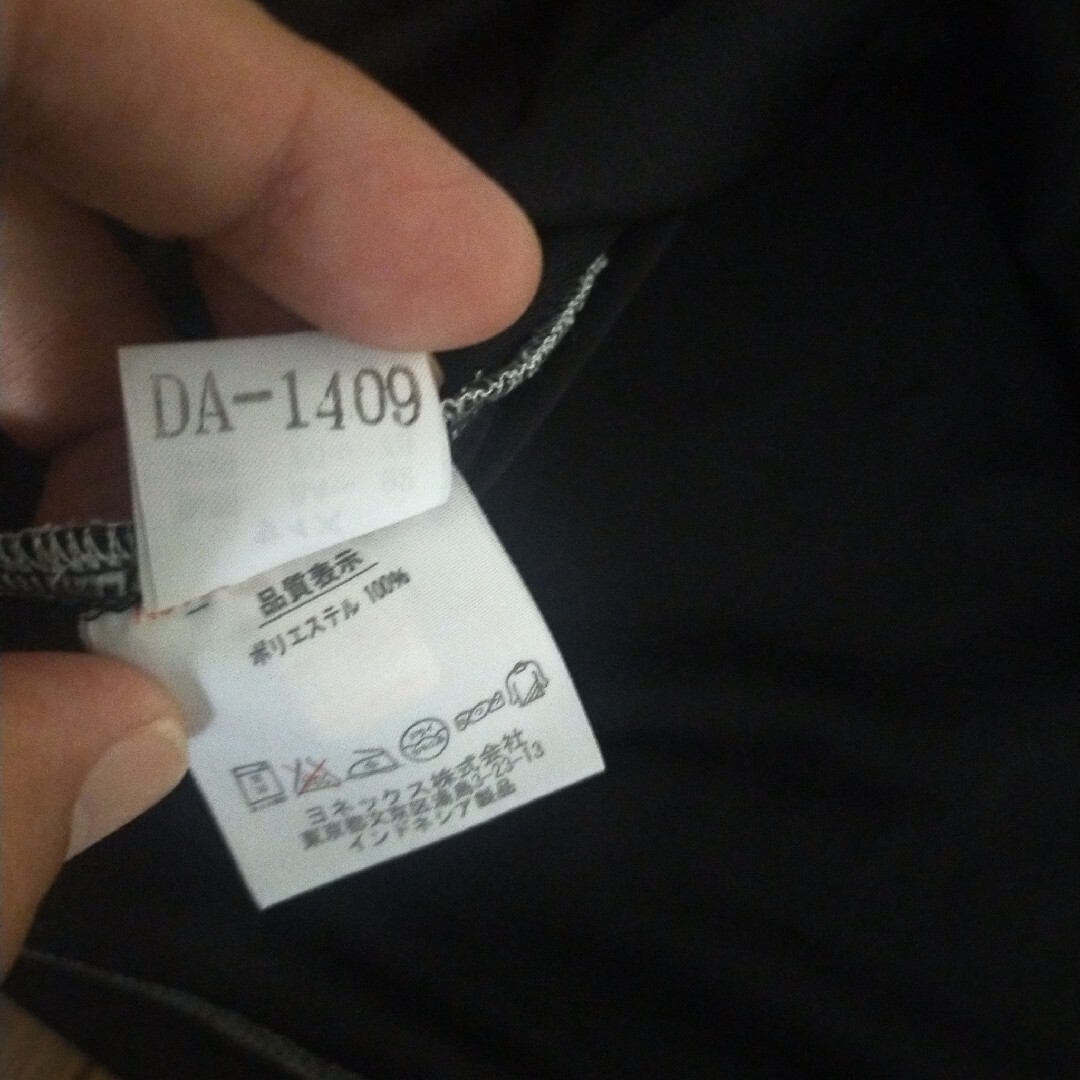 DA-1409
品質表示
ポリエステル 100%
ヨネックス株式会社
東京都文京区湯島3-23-13
インドネシア製品